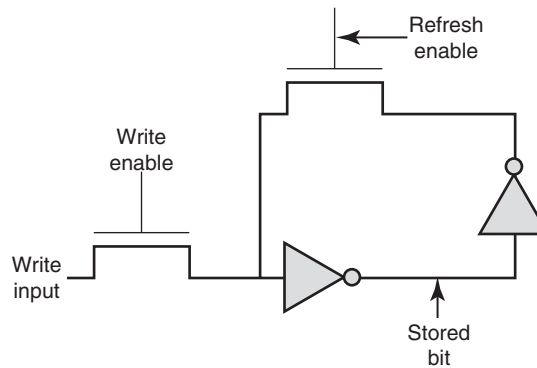 Refresh
enable
Write
enable
Write
input
Stored
bit